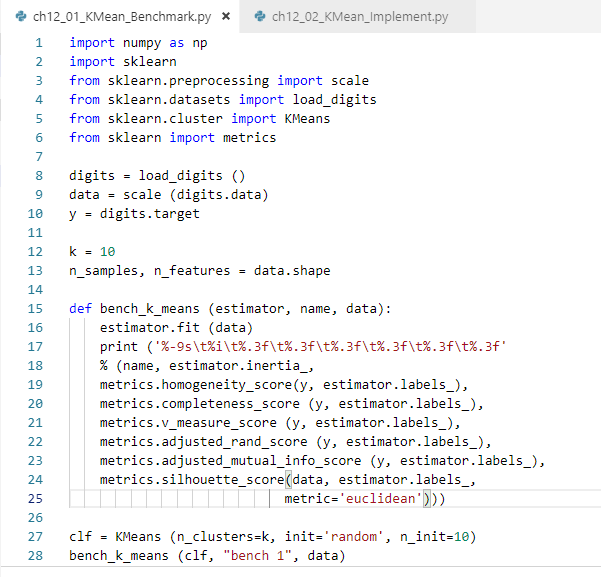 ch12_01_KMean_Benchmark.py × ch12_02_KMean_Implement.py
1 import numpy as np
2 import sklearn
3 from sklearn.preprocessing import scale
4 from sklearn.datasets import load_digits
5 from sklearn.cluster import KMeans
6 from sklearn import metrics
7
8 digits = load_digits ()
9 data = scale (digits.data)
10 y = digits.target
11
12 k = 10
13 n_samples, n_features = data.shape
14
15 def bench_k_means (estimator, name, data):
16     estimator.fit (data)
17     print ('%-9s\t%i\t%.3f\t%.3f\t%.3f\t%.3f\t%.3f\t%.3f'
18     % (name, estimator.inertia_,
19     metrics.homogeneity_score(y, estimator.labels_),
20     metrics.completeness_score (y, estimator.labels_),
21     metrics.v_measure_score (y, estimator.labels_),
22     metrics.adjusted_rand_score (y, estimator.labels_),
23     metrics.adjusted_mutual_info_score (y, estimator.labels_),
24     metrics.silhouette_score(data, estimator.labels_,
25                             metric='euclidean')))
26
27 clf = KMeans (n_clusters=k, init='random', n_init=10)
28 bench_k_means (clf, "bench 1", data)